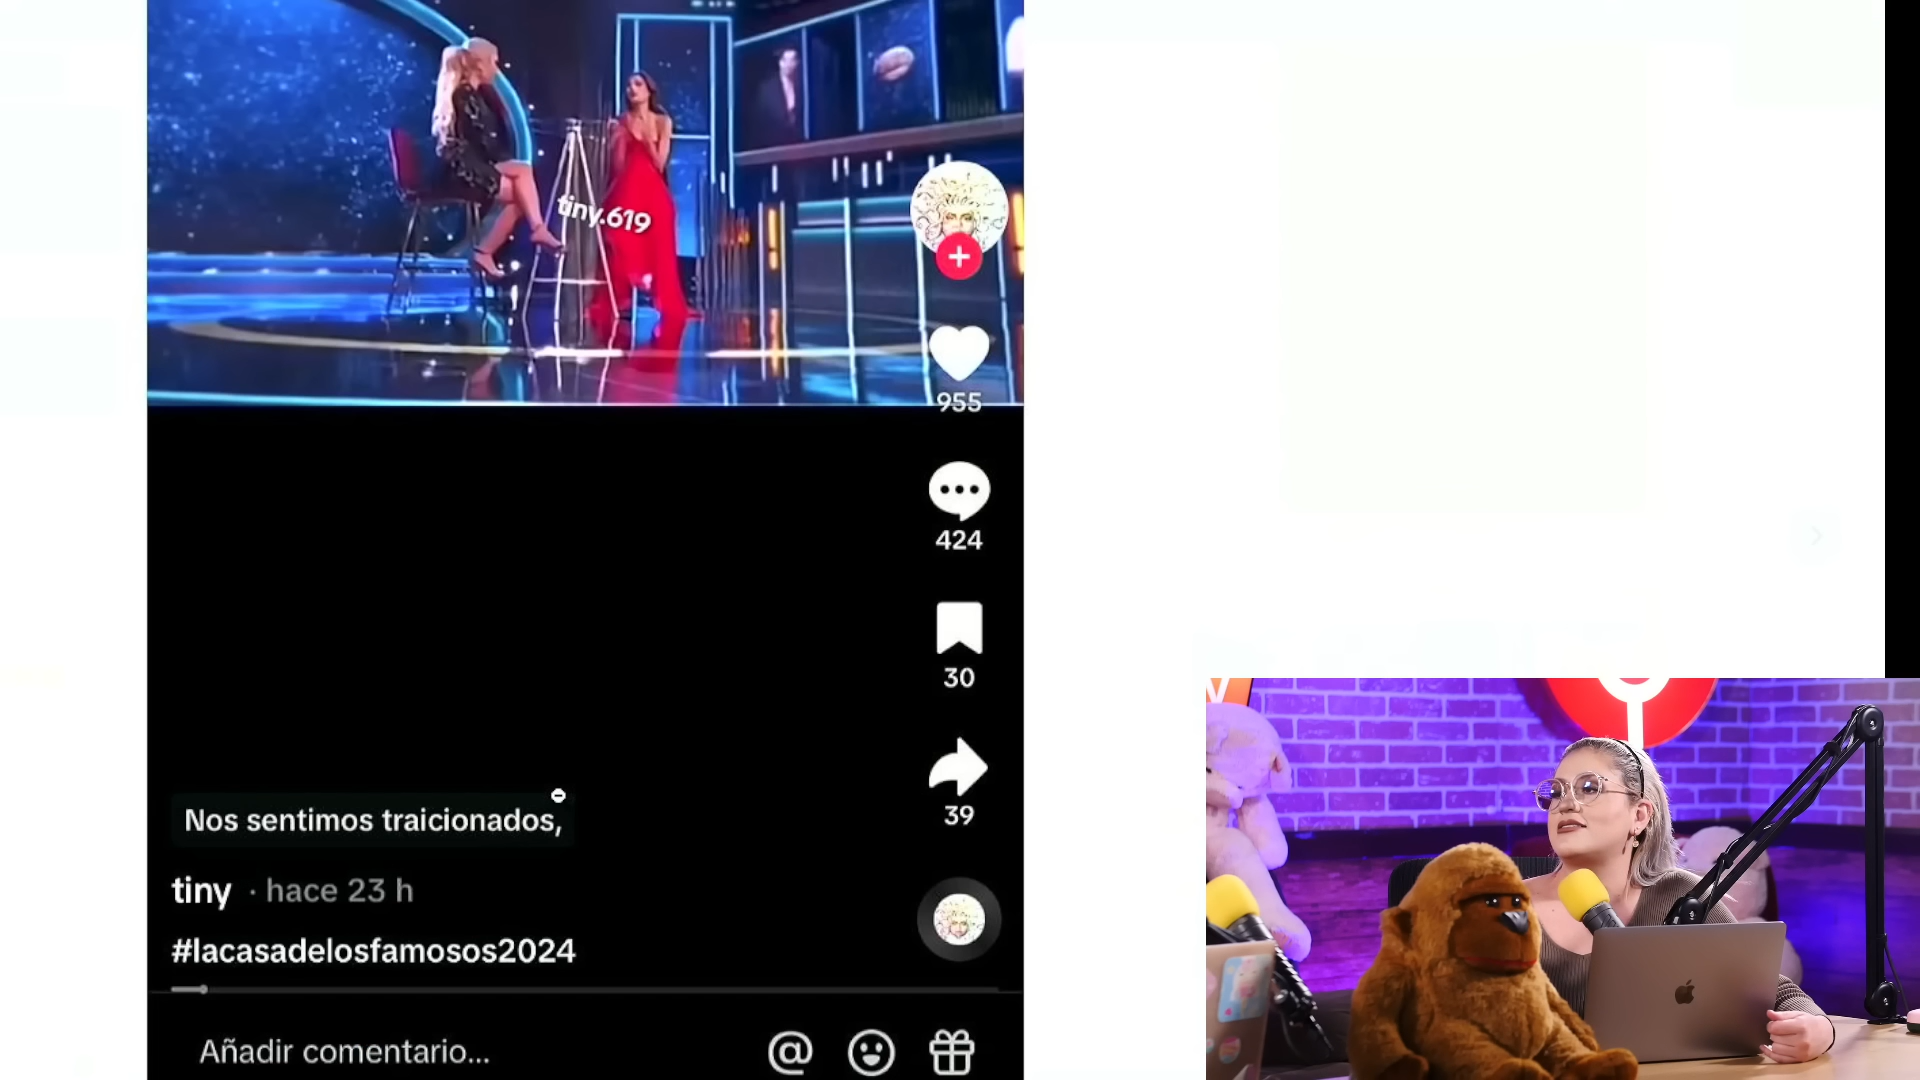 tiny.619
955
424
30
39
Nos sentimos traicionados,
tiny · hace 23 h
#lacasadelosfamosos2024
Añadir comentario...